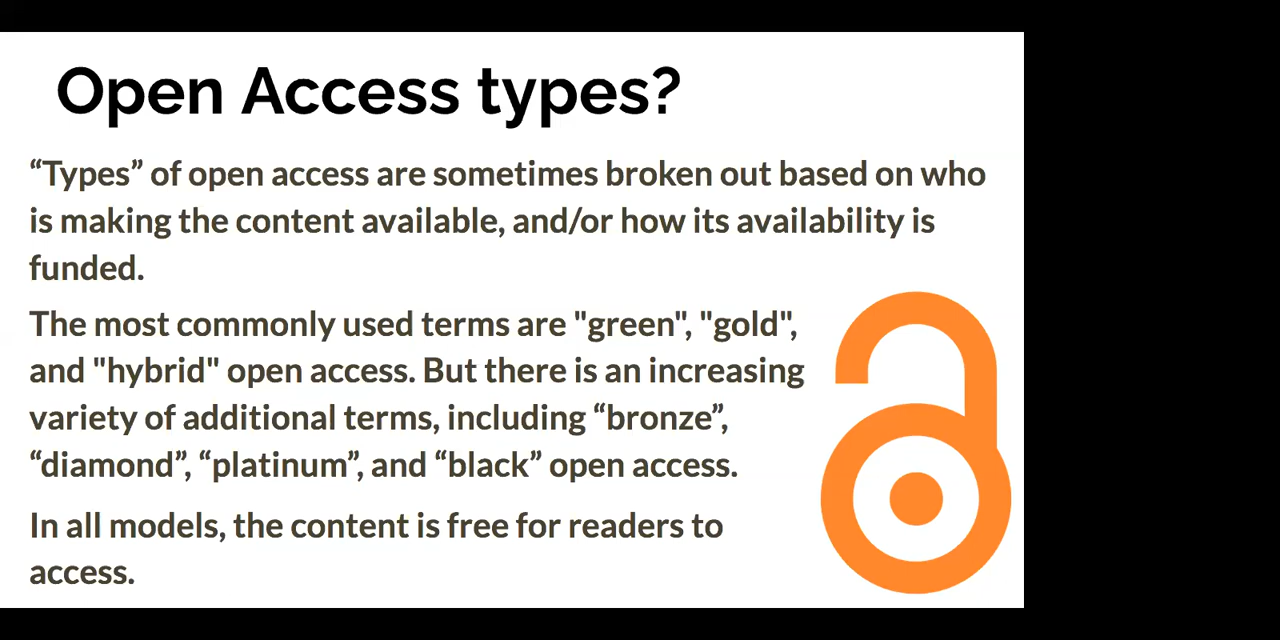 Open Access types?
“Types” of open access are sometimes broken out based on who
is making the content available, and/or how its availability is
funded.
The most commonly used terms are "green", "gold",
and "hybrid" open access. But there is an increasing
variety of additional terms, including “bronze”,
“diamond”, “platinum”, and “black” open access.
In all models, the content is free for readers to
access.